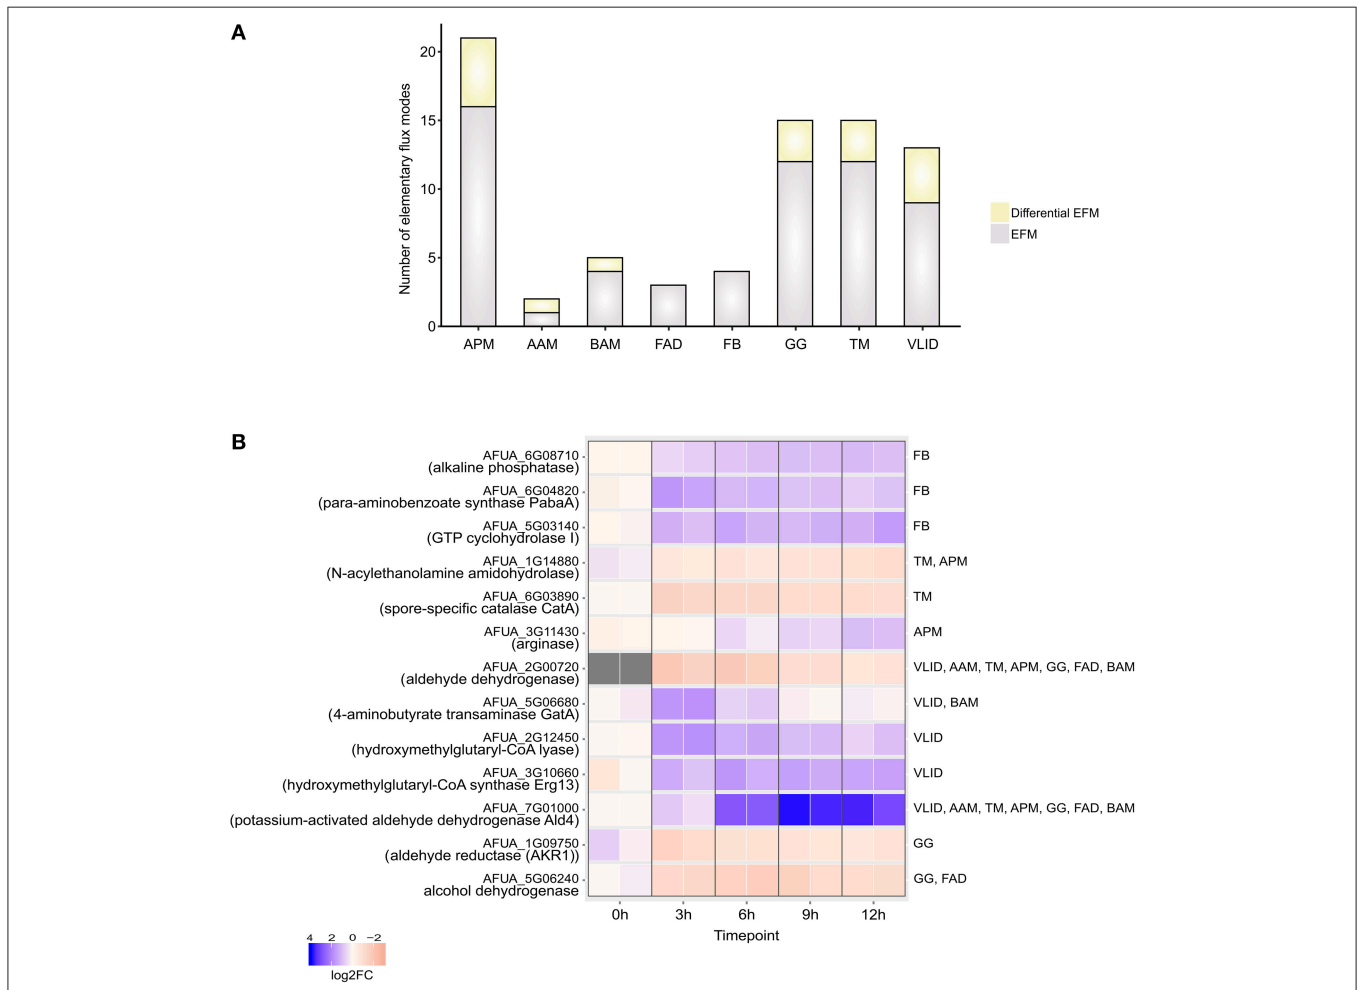 A
Number of elementary flux modes
20
15
10
5
0
APM AAM BAM FAD FB GG TM VLID
Differential EFM
EFM
B
AFUA_6G08710
(alkaline phosphatase)
FB
AFUA_6G04820
(para-aminobenzoate synthase PabaA)
FB
AFUA_5G03140
(GTP cyclohydrolase I)
FB
AFUA_1G14880
(N-acylethanolamine amidohydrolase)
TM, APM
AFUA_6G03890
(spore-specific catalase CatA)
TM
AFUA_3G11430
(arginase)
APM
AFUA_2G00720
(aldehyde dehydrogenase)
VLID, AAM, TM, APM, GG, FAD, BAM
AFUA_5G06680
(4-aminobutyrate transaminase GatA)
VLID, BAM
AFUA_2G12450
(hydroxymethylglutaryl-CoA lyase)
VLID
AFUA_3G10660
(hydroxymethylglutaryl-CoA synthase Erg13)
VLID
AFUA_7G01000
(potassium-activated aldehyde dehydrogenase Ald4)
VLID, AAM, TM, APM, GG, FAD, BAM
AFUA_1G09750
(aldehyde reductase (AKR1))
GG
AFUA_5G06240
alcohol dehydrogenase
GG, FAD
0h 3h 6h 9h 12h
Timepoint
4 2 0 −2
log2FC